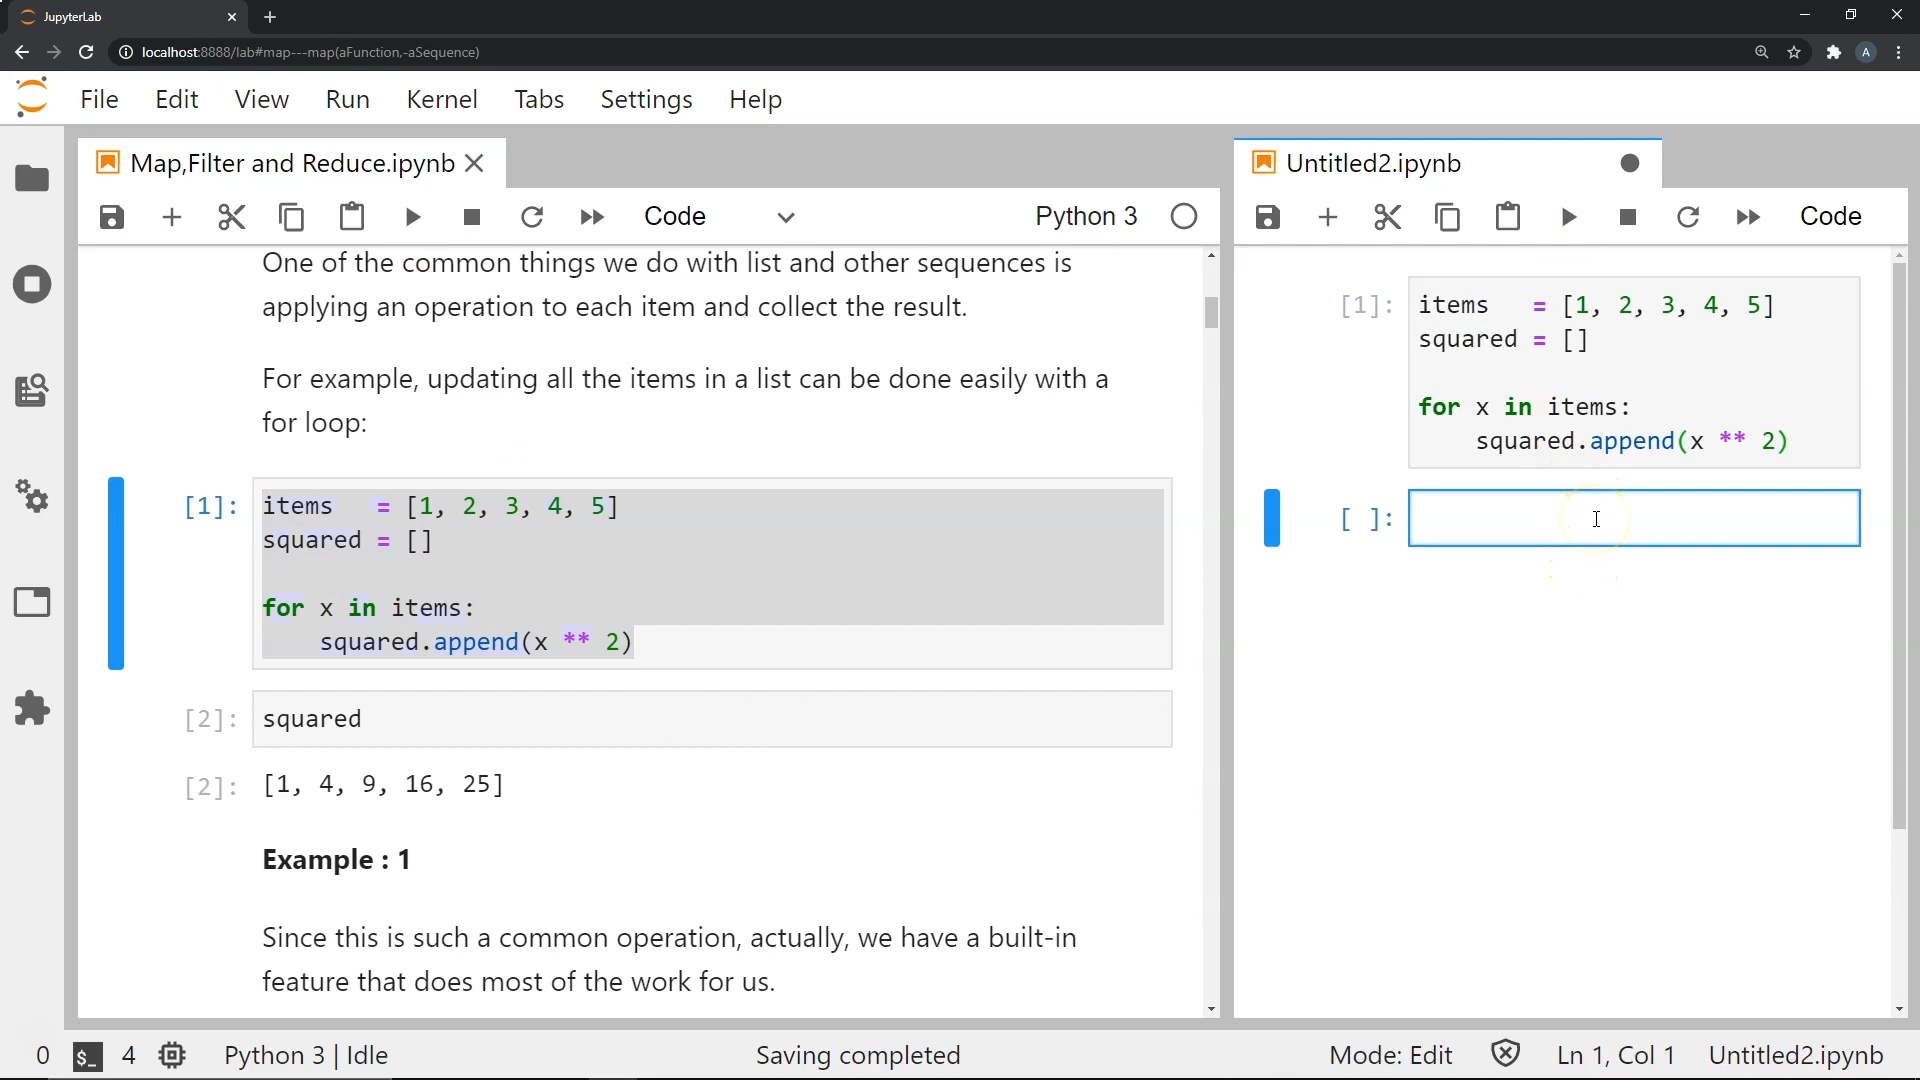 JupyterLab
localhost:8888/lab#map---map(aFunction,-aSequence)
A
File Edit View Run Kernel Tabs Settings Help
Map,Filter and Reduce.ipynb
Code
Python 3
One of the common things we do with list and other sequences is
applying an operation to each item and collect the result.
For example, updating all the items in a list can be done easily with a
for loop:
[1]: items   = [1, 2, 3, 4, 5]
squared = []
for x in items:
    squared.append(x ** 2)
[2]: squared
[2]: [1, 4, 9, 16, 25]
Example : 1
Since this is such a common operation, actually, we have a built-in
feature that does most of the work for us.
Untitled2.ipynb
Code
[1]: items   = [1, 2, 3, 4, 5]
squared = []
for x in items:
    squared.append(x ** 2)
[ ]:
0 $_ 4 Python 3 | Idle Saving completed Mode: Edit Ln 1, Col 1 Untitled2.ipynb